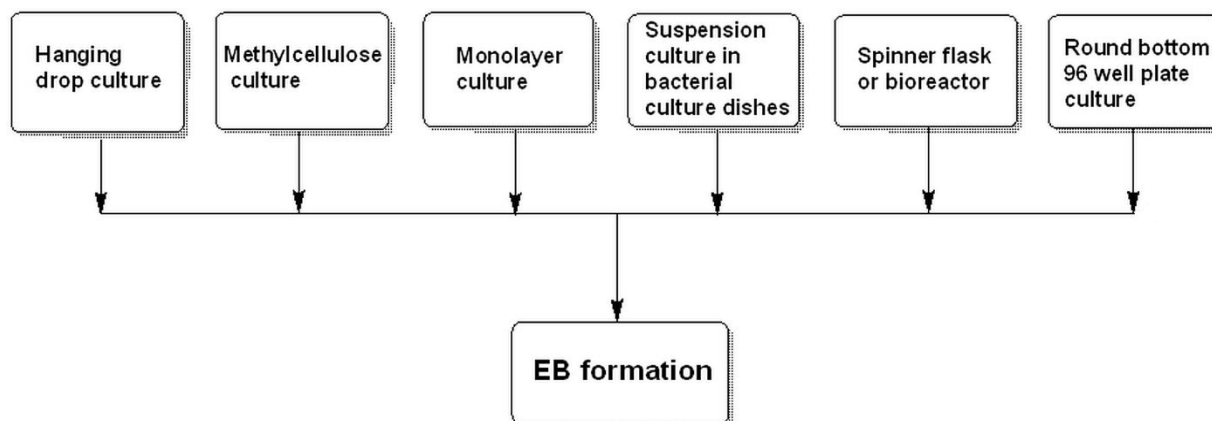 Hanging
drop culture
Methylcellulose
culture
Monolayer
culture
Suspension
culture in
bacterial
culture dishes
Spinner flask
or bioreactor
Round bottom
96 well plate
culture
EB formation